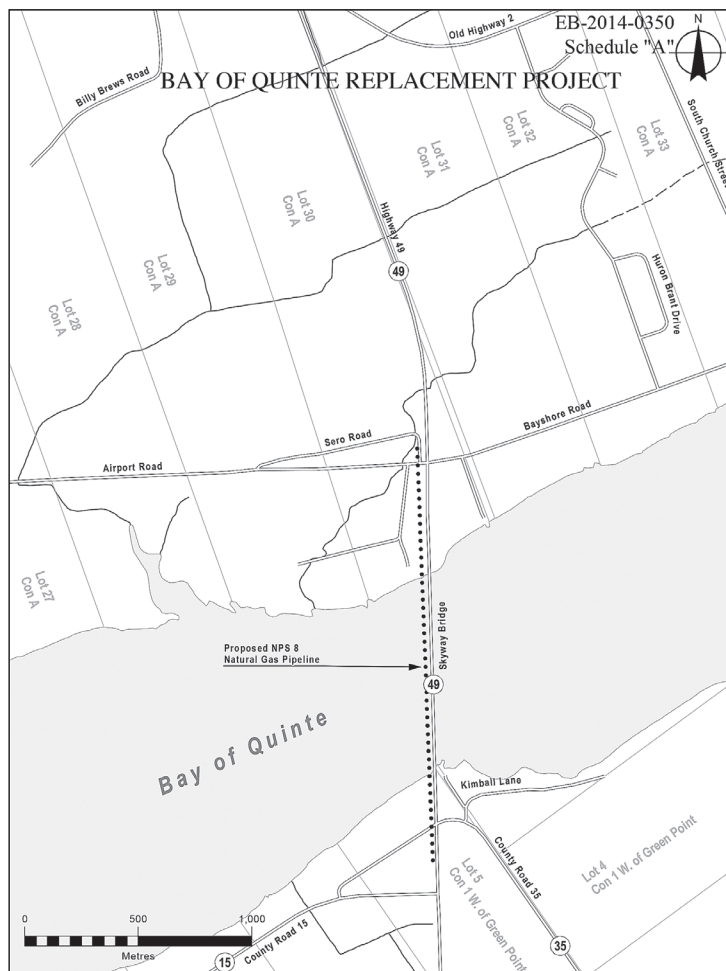 EB-2014-0350
Schedule "A"
N
BAY OF QUINTE REPLACEMENT PROJECT
Old Highway 2
Billy Brews Road
South Church Street
Lot 33
Con A
Lot 32
Con A
Lot 31
Con A
Lot 30
Con A
Lot 29
Con A
Lot 28
Con A
Highway 49
49
Huron Brant Drive
Bayshore Road
Sero Road
Airport Road
Lot 27
Con A
Proposed NPS 8
Natural Gas Pipeline
Skyway Bridge
49
Bay of Quinte
Kimball Lane
County Road 35
Lot 4
Con 1 W. of Green Point
Lot 5
Con 1 W. of Green Point
0 500 1,000
Metres
County Road 15
15
35